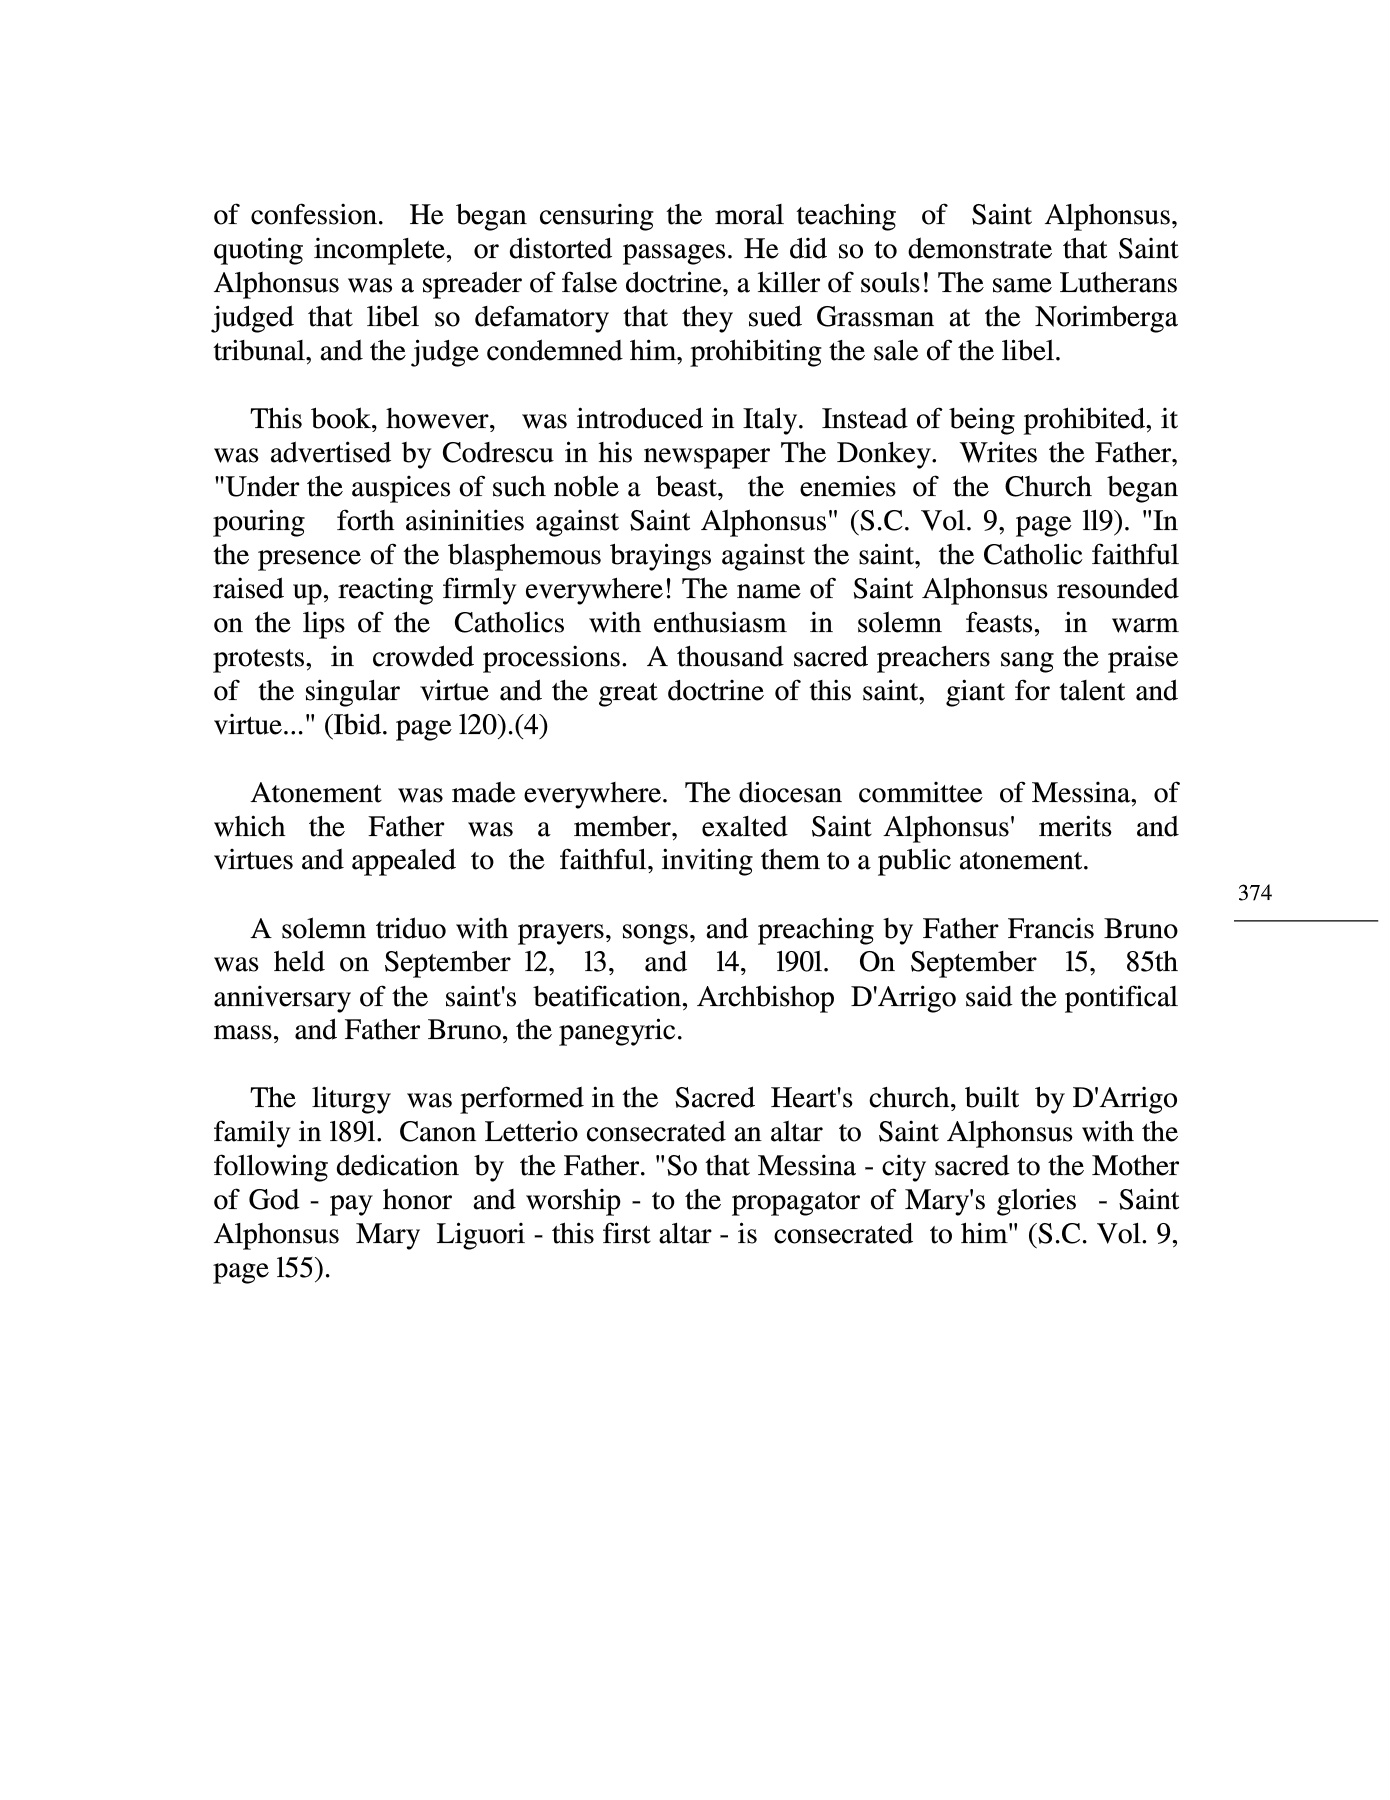 of confession. He began censuring the moral teaching of Saint Alphonsus,
quoting incomplete, or distorted passages. He did so to demonstrate that Saint
Alphonsus was a spreader of false doctrine, a killer of souls! The same Lutherans
judged that libel so defamatory that they sued Grassman at the Norimberga
tribunal, and the judge condemned him, prohibiting the sale of the libel.
This book, however, was introduced in Italy. Instead of being prohibited, it
was advertised by Codrescu in his newspaper The Donkey. Writes the Father,
"Under the auspices of such noble a beast, the enemies of the Church began
pouring forth asininities against Saint Alphonsus" (S.C. Vol. 9, page ll9). "In
the presence of the blasphemous brayings against the saint, the Catholic faithful
raised up, reacting firmly everywhere! The name of Saint Alphonsus resounded
on the lips of the Catholics with enthusiasm in solemn feasts, in warm
protests, in crowded processions. A thousand sacred preachers sang the praise
of the singular virtue and the great doctrine of this saint, giant for talent and
virtue..." (Ibid. page l20).(4)
Atonement was made everywhere. The diocesan committee of Messina, of
which the Father was a member, exalted Saint Alphonsus' merits and
virtues and appealed to the faithful, inviting them to a public atonement.
374
A solemn triduo with prayers, songs, and preaching by Father Francis Bruno
was held on September l2, l3, and l4, l90l. On September l5, 85th
anniversary of the saint's beatification, Archbishop D'Arrigo said the pontifical
mass, and Father Bruno, the panegyric.
The liturgy was performed in the Sacred Heart's church, built by D'Arrigo
family in l89l. Canon Letterio consecrated an altar to Saint Alphonsus with the
following dedication by the Father. "So that Messina - city sacred to the Mother
of God - pay honor and worship - to the propagator of Mary's glories - Saint
Alphonsus Mary Liguori - this first altar - is consecrated to him" (S.C. Vol. 9,
page l55).